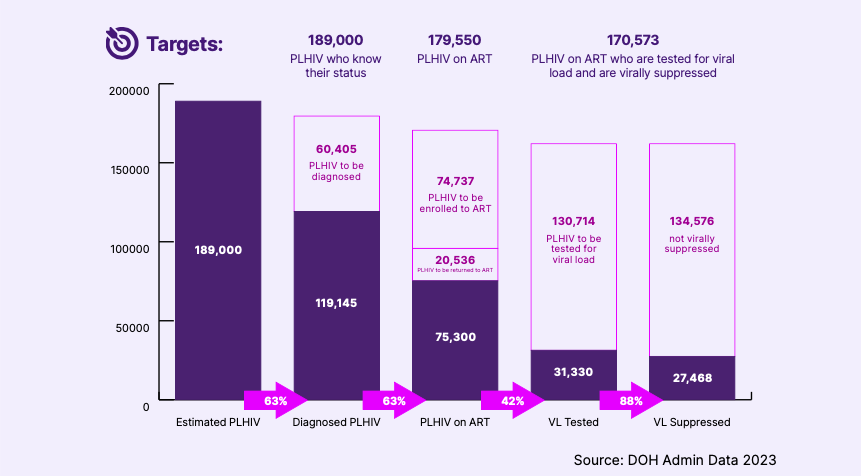 Targets:
189,000
PLHIV who know
their status
179,550
PLHIV on ART
170,573
PLHIV on ART who are tested for viral
load and are virally suppressed
200000
150000
100000
50000
0
189,000
60,405
PLHIV to be
diagnosed
119,145
74,737
PLHIV to be
enrolled to ART
20,536
PLHIV to be returned to ART
75,300
130,714
PLHIV to be
tested for
viral load
31,330
134,576
not virally
suppressed
27,468
63%
63%
42%
88%
Estimated PLHIV
Diagnosed PLHIV
PLHIV on ART
VL Tested
VL Suppressed
Source: DOH Admin Data 2023